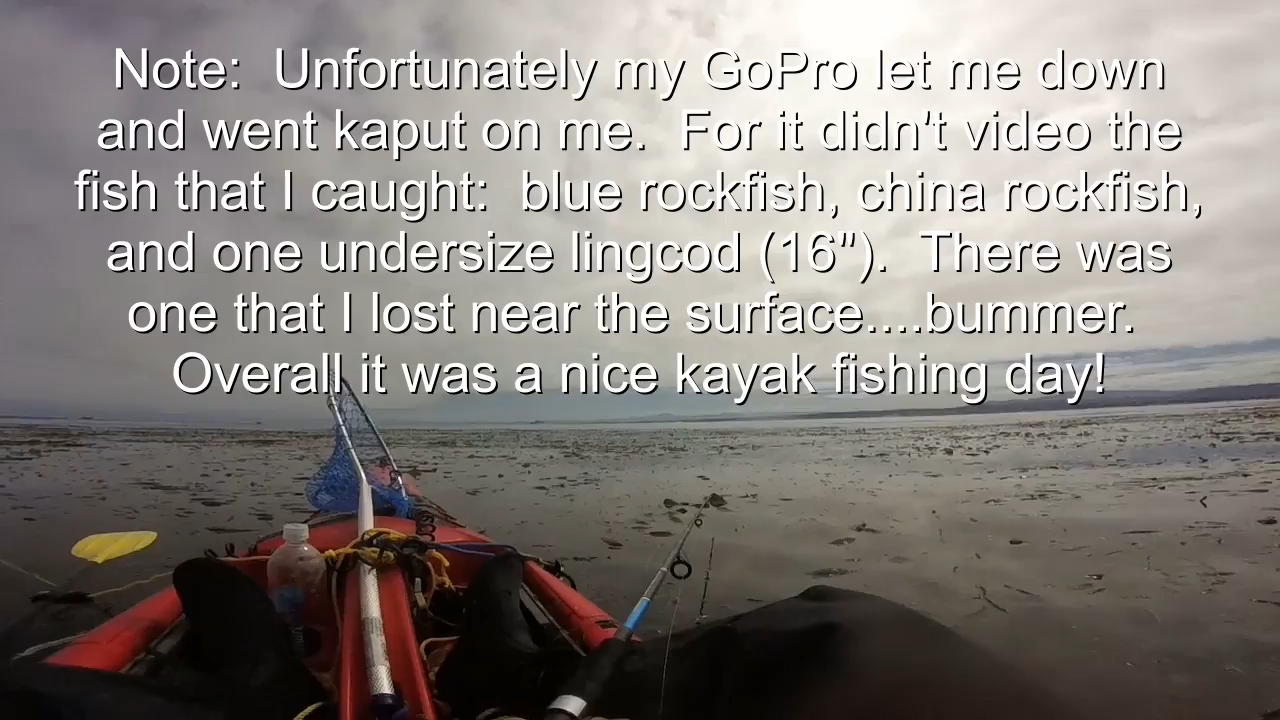 Note:  Unfortunately my GoPro let me down
and went kaput on me.  For it didn't video the
fish that I caught:  blue rockfish, china rockfish,
and one undersize lingcod (16").  There was
one that I lost near the surface....bummer.
Overall it was a nice kayak fishing day!